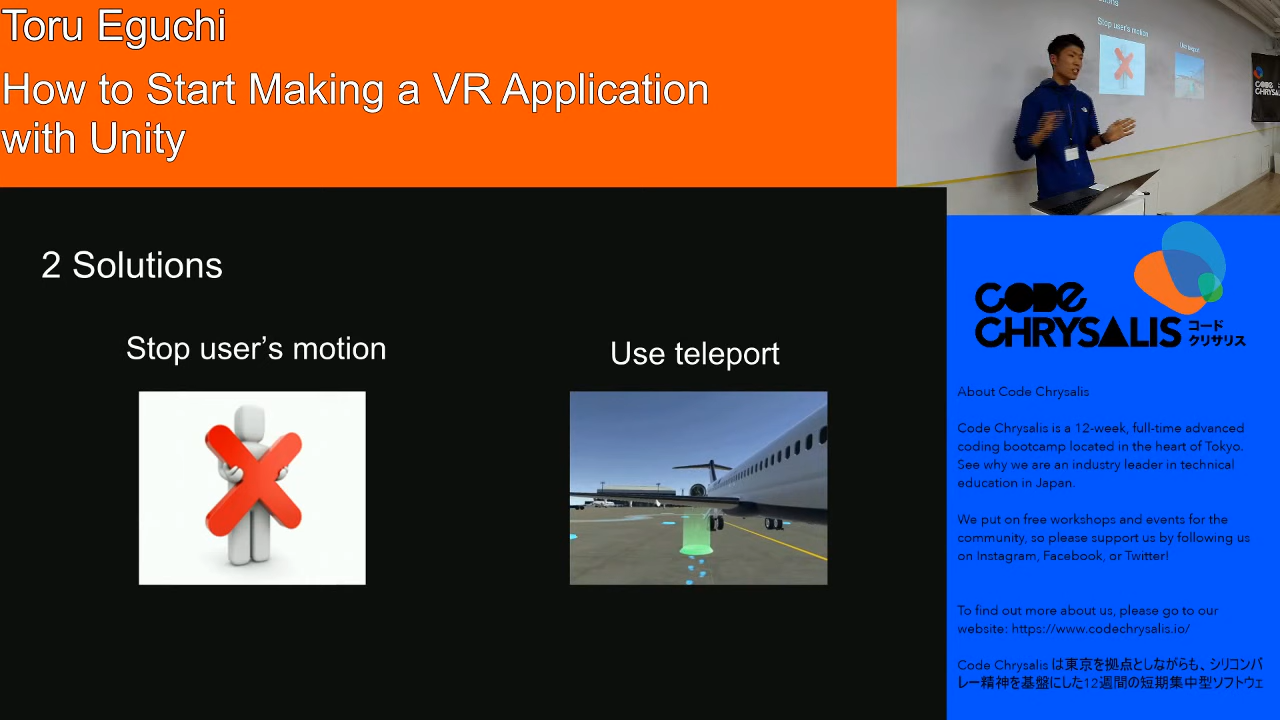 Toru Eguchi
How to Start Making a VR Application
with Unity
Stop user's motion
Use teleport
CODE
CHRYSA
2 Solutions
Stop user's motion
Use teleport
CODE
CHRYSALIS
コード
クリサリス
About Code Chrysalis
Code Chrysalis is a 12-week, full-time advanced
coding bootcamp located in the heart of Tokyo.
See why we are an industry leader in technical
education in Japan.
We put on free workshops and events for the
community, so please support us by following us
on Instagram, Facebook, or Twitter!
To find out more about us, please go to our
website: https://www.codechrysalis.io/
Code Chrysalis は東京を拠点としながらも、シリコンバ
レー精神を基盤にした12週間の短期集中型ソフトウェ